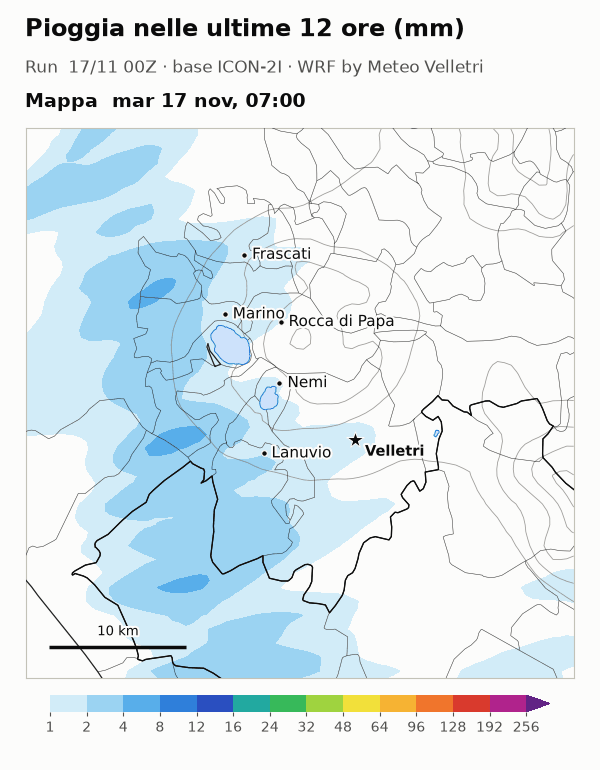 Pioggia nelle ultime 12 ore (mm)
Run  17/11 00Z · base ICON-2I · WRF by Meteo Velletri
Mappa  mar 17 nov, 07:00
Frascati
Marino
Rocca di Papa
Nemi
Velletri
Lanuvio
10 km
1 2 4 8 12 16 24 32 48 64 96 128 192 256